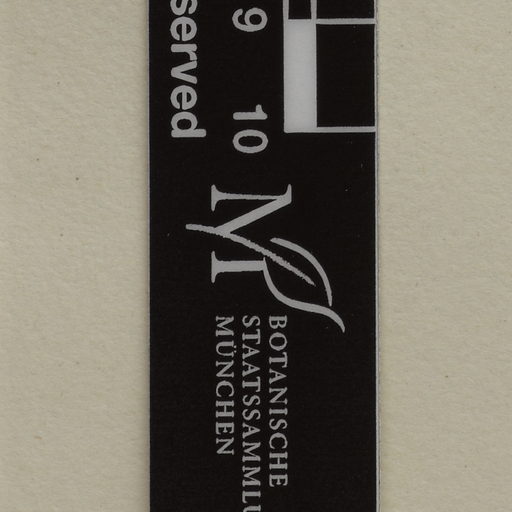 9 10
served
BOTANISCHE
STAATSSAMMLU
MÜNCHEN